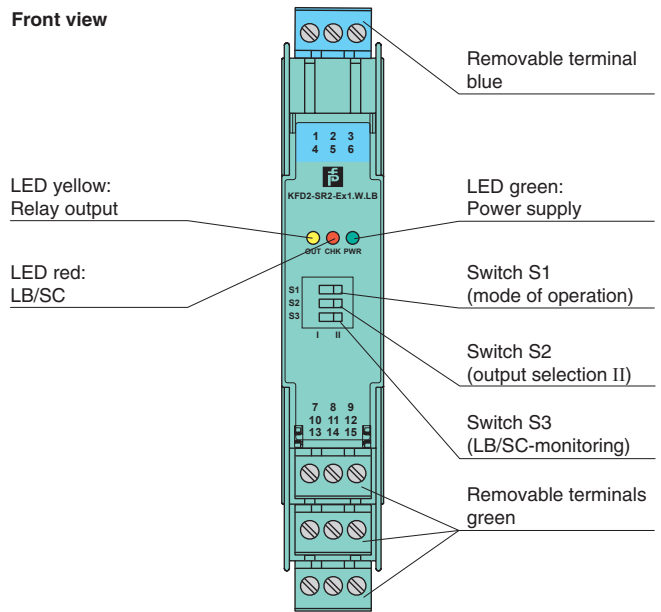 Front view
Removable terminal
blue
1 2 3
4 5 6
KFD2-SR2-Ex1.W.LB
LED yellow:
Relay output
LED green:
Power supply
OUT CHK PWR
LED red:
LB/SC
Switch S1
(mode of operation)
S1
S2
S3
I II
Switch S2
(output selection II)
Switch S3
(LB/SC-monitoring)
7 8 9
10 11 12
13 14 15
Removable terminals
green